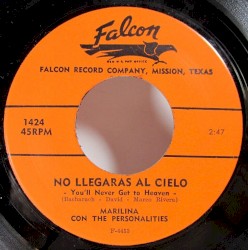 Falcon
FALCON RECORD COMPANY, MISSION, TEXAS
1424
45RPM
2:47
NO LLEGARAS AL CIELO
- You'll Never Get to Heaven -
(Bacharach - David - Marco Rivera)
MARILINA
CON THE PERSONALITIES